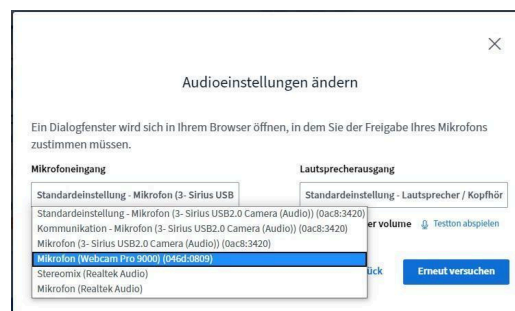 Audioeinstellungen ändern
Ein Dialogfenster wird sich in Ihrem Browser öffnen, in dem Sie der Freigabe Ihres Mikrofons
zustimmen müssen.
Mikrofoneingang
Lautsprecherausgang
Standardeinstellung - Mikrofon (3- Sirius USB
Standardeinstellung - Lautsprecher / Kopfhör
Standardeinstellung - Mikrofon (3- Sirius USB2.0 Camera (Audio)) (0ac8:3420)
Kommunikation - Mikrofon (3- Sirius USB2.0 Camera (Audio)) (0ac8:3420)
er volume Testton abspielen
Mikrofon (3- Sirius USB2.0 Camera (Audio)) (0ac8:3420)
Mikrofon (Webcam Pro 9000) (046d:0809)
Stereomix (Realtek Audio)
ück Erneut versuchen
Mikrofon (Realtek Audio)